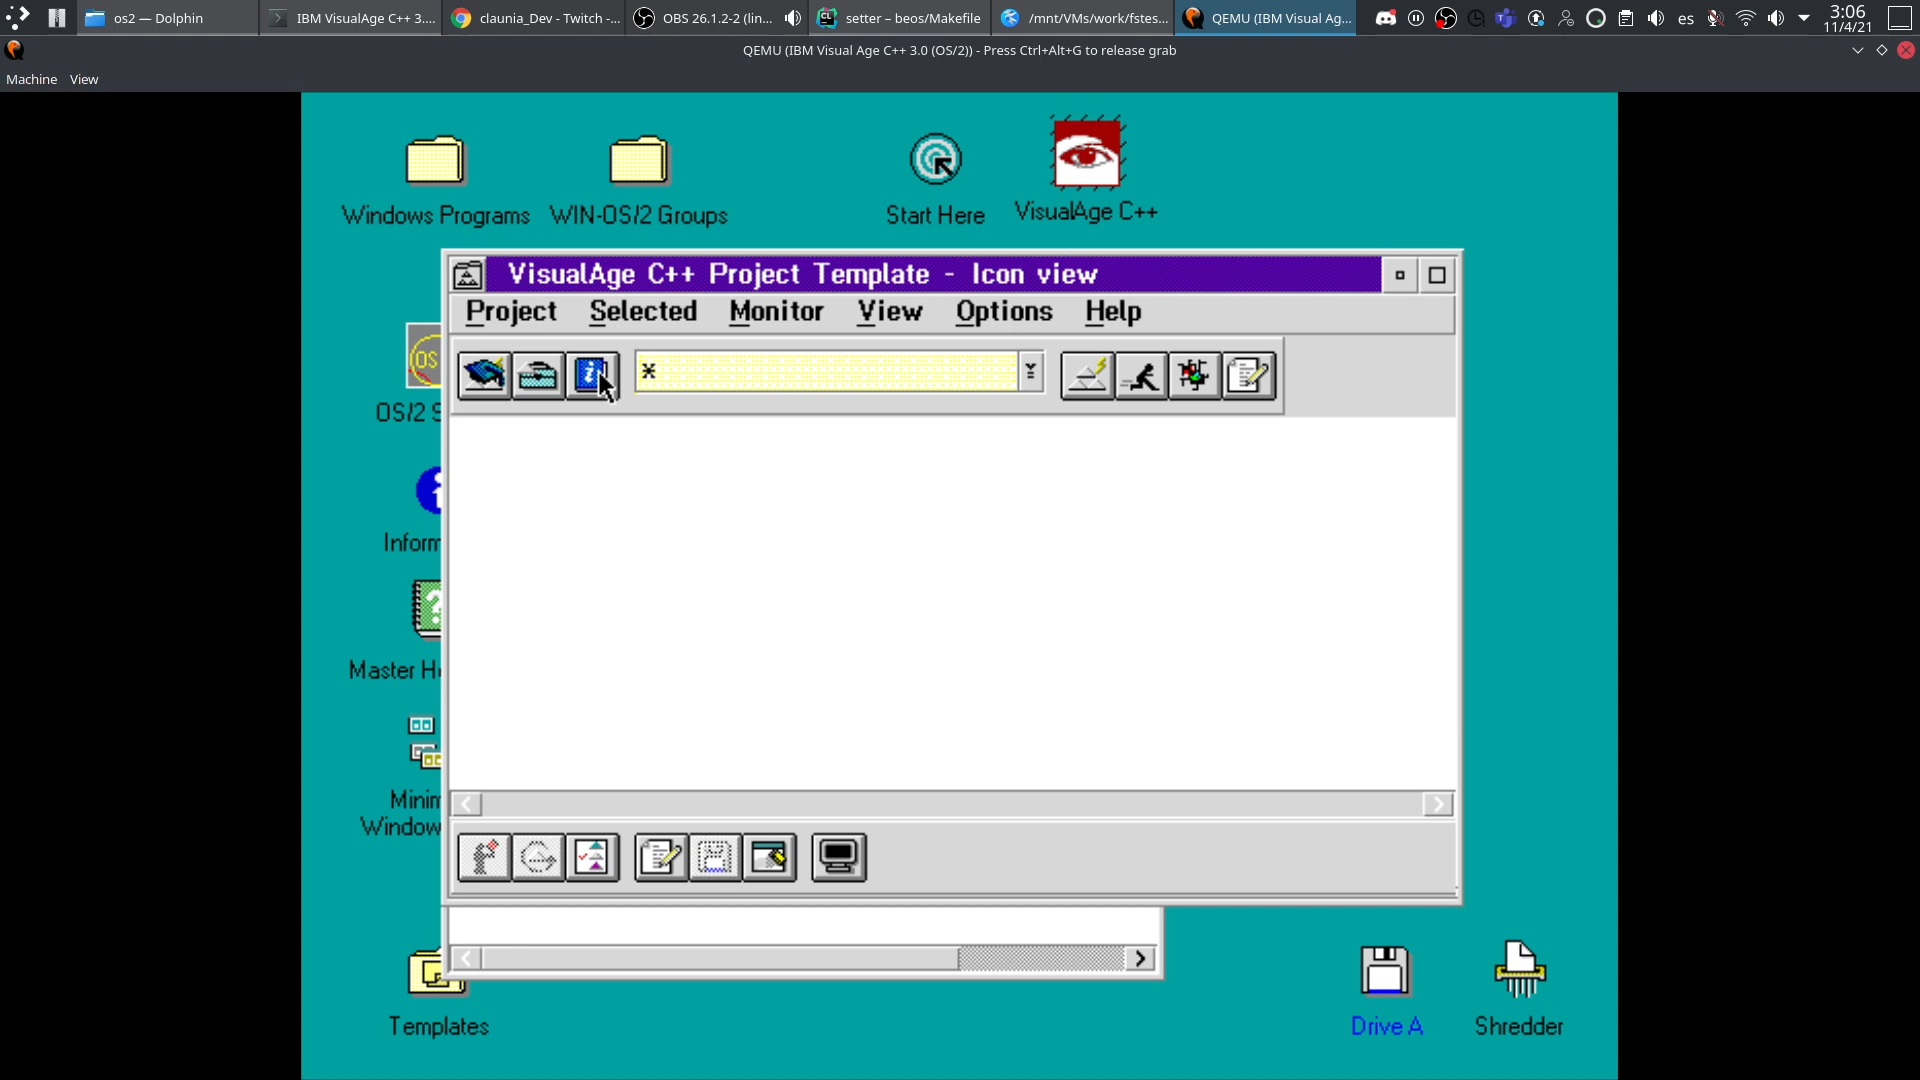 os2 — Dolphin
IBM VisualAge C++ 3....
claunia_Dev - Twitch -...
OBS 26.1.2-2 (lin...
setter – beos/Makefile
/mnt/VMs/work/fstes...
QEMU (IBM Visual Ag...
es
3:06
11/4/21
QEMU (IBM Visual Age C++ 3.0 (OS/2)) - Press Ctrl+Alt+G to release grab
Machine View
Windows Programs
WIN-OS/2 Groups
Start Here
VisualAge C++
VisualAge C++ Project Template - Icon view
Project Selected Monitor View Options Help
*
OS
OS/2 S
Inform
Master He
Minim
Window
Templates
Drive A
Shredder